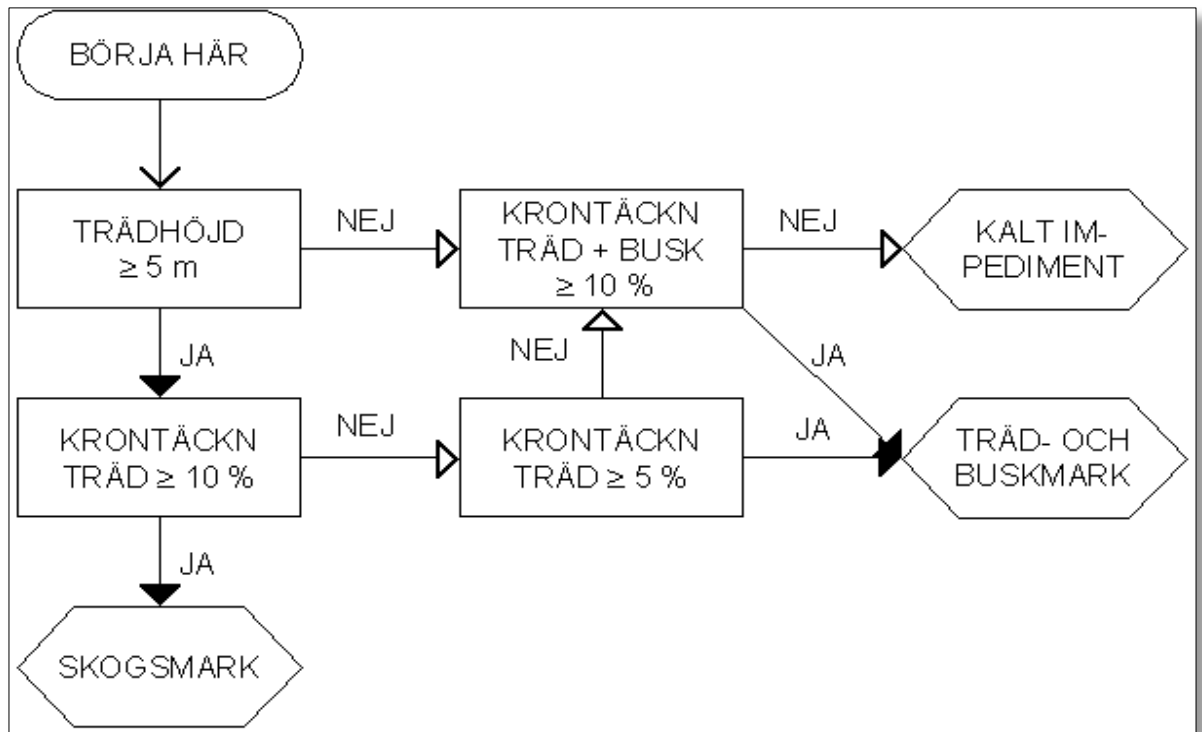 BÖRJA HÄR
TRÄDHÖJD
≥ 5 m
NEJ
KRONTÄCKN
TRÄD + BUSK
≥ 10 %
NEJ
KALT IM-
PEDIMENT
JA
NEJ
JA
KRONTÄCKN
TRÄD ≥ 10 %
NEJ
KRONTÄCKN
TRÄD ≥ 5 %
JA
TRÄD- OCH
BUSKMARK
JA
SKOGSMARK